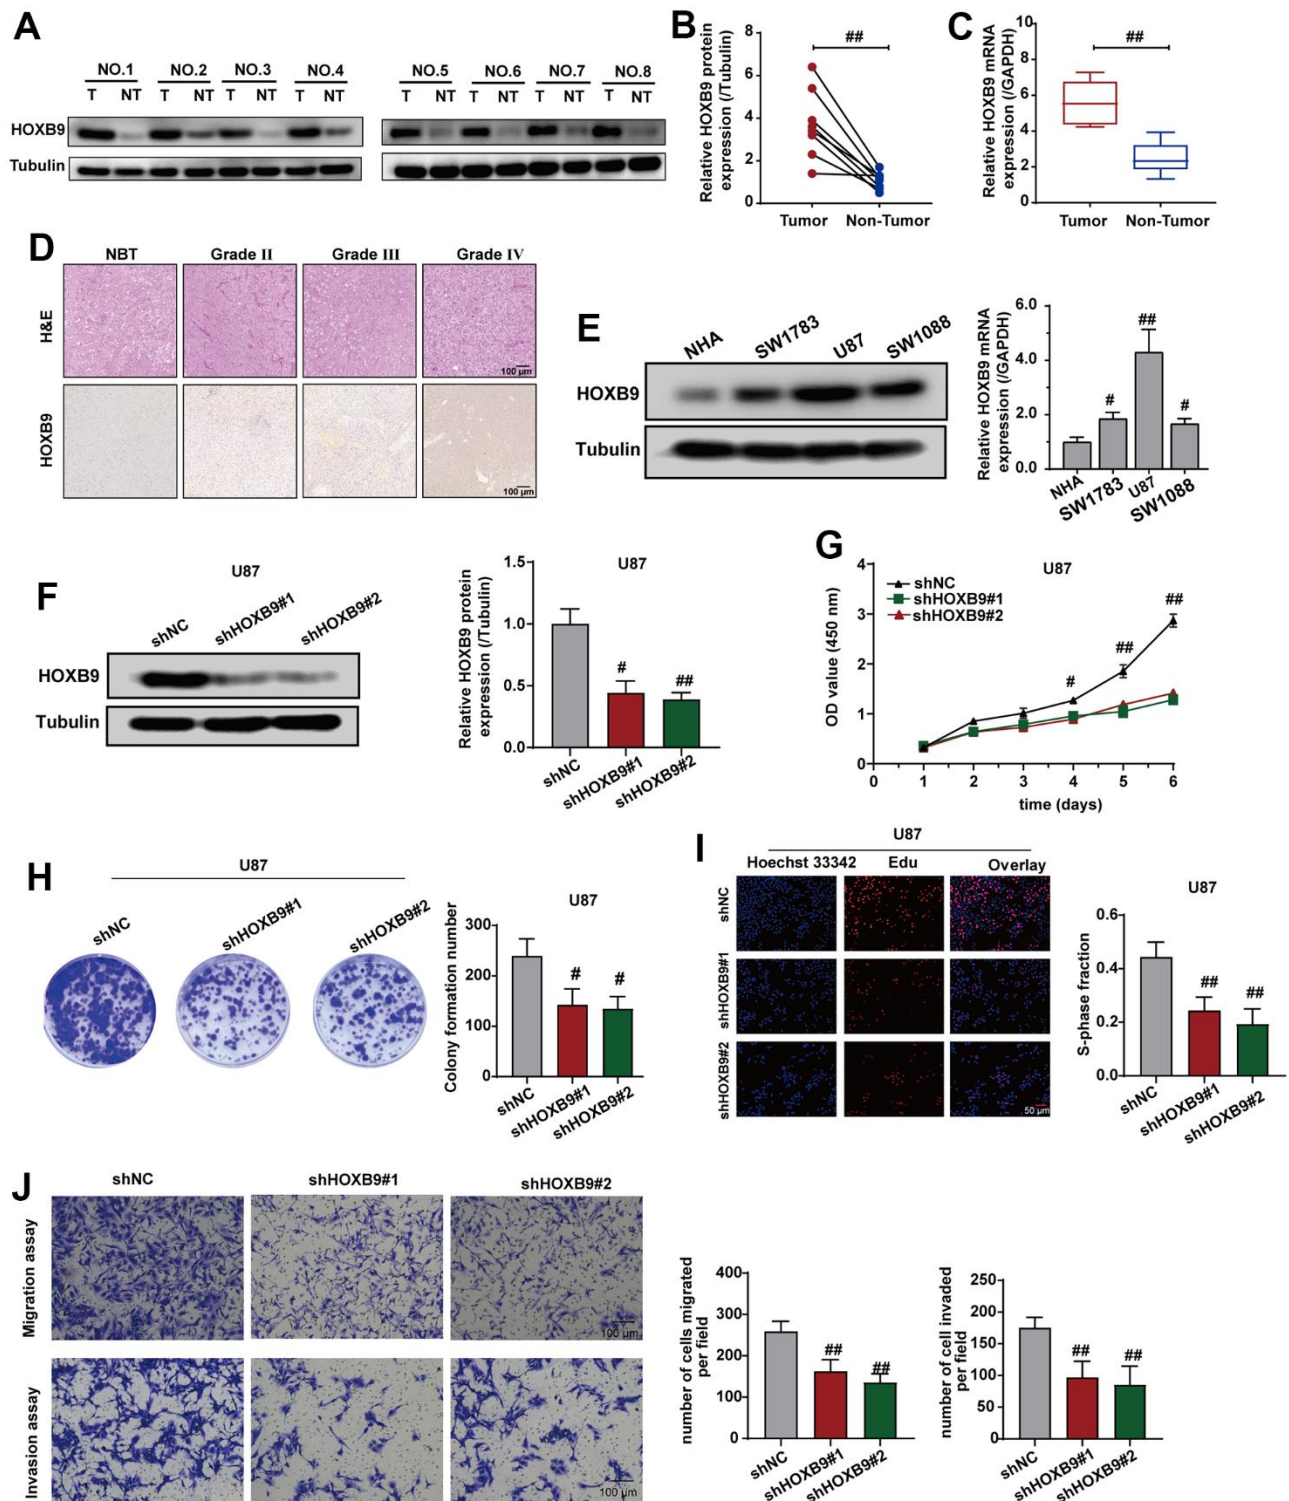 A
NO.1 NO.2 NO.3 NO.4 NO.5 NO.6 NO.7 NO.8
T NT T NT T NT T NT T NT T NT T NT T NT
HOXB9
Tubulin
B
Relative HOXB9 protein
expression (/Tubulin)
8
6
4
2
0
##
Tumor Non-Tumor
C
Relative HOXB9 mRNA
expression (/GAPDH)
10
8
6
4
2
0
##
Tumor Non-Tumor
D
NBT Grade II Grade III Grade IV
H&E
100 µm
HOXB9
100 µm
E
NHA SW1783 U87 SW1088
HOXB9
Tubulin
Relative HOXB9 mRNA
expression (/GAPDH)
6.0
4.0
2.0
0.0
# ## #
NHA SW1783 U87 SW1088
F
U87
shNC shHOXB9#1 shHOXB9#2
HOXB9
Tubulin
U87
Relative HOXB9 protein
expression (/Tubulin)
1.5
1.0
0.5
0.0
# ##
shNC shHOXB9#1 shHOXB9#2
G
U87
shNC
shHOXB9#1
shHOXB9#2
OD value (450 nm)
4
3
2
1
0
# ## ##
0 1 2 3 4 5 6
time (days)
H
U87
shNC shHOXB9#1 shHOXB9#2
U87
Colony formation number
300
200
100
0
# #
shNC shHOXB9#1 shHOXB9#2
I
U87
Hoechst 33342 Edu Overlay
shNC
shHOXB9#1
shHOXB9#2
50 µm
U87
S-phase fraction
0.6
0.4
0.2
0.0
## ##
shNC shHOXB9#1 shHOXB9#2
J
shNC shHOXB9#1 shHOXB9#2
Migration assay
100 µm
Invasion assay
100 µm
number of cells migrated
per field
400
300
200
100
0
## ##
shNC shHOXB9#1 shHOXB9#2
number of cell invaded
per field
250
200
150
100
50
0
## ##
shNC shHOXB9#1 shHOXB9#2